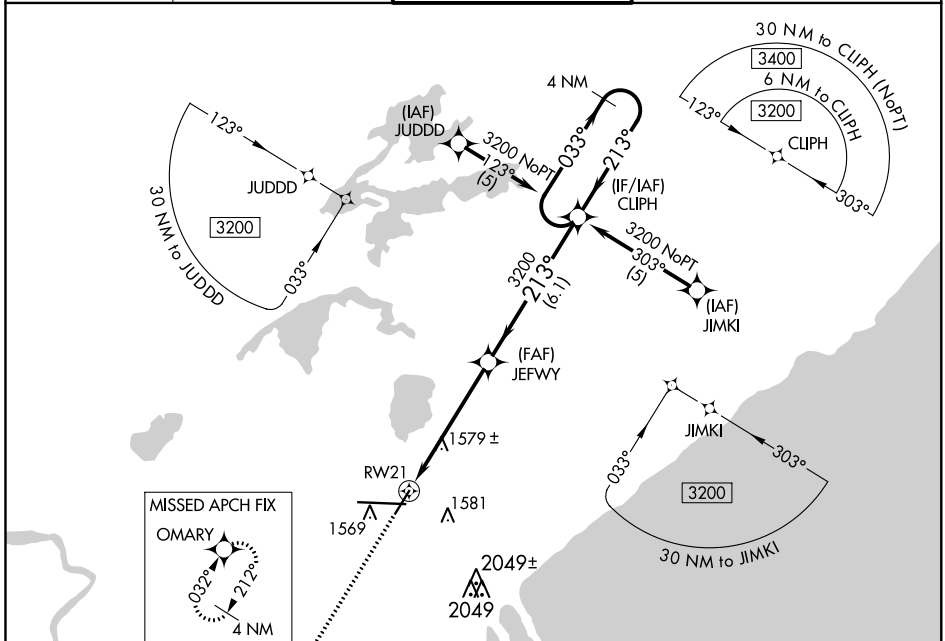 30 NM to CLIPH (NoPT)
3400
6 NM to CLIPH
3200
123°
CLIPH
303°
4 NM
(IAF)
JUDDD
3200 NoPT
123°
(5)
033°
213°
(IF/IAF)
CLIPH
123°
JUDDD
3200
033°
30 NM to JUDDD
3200 NoPT
303°
(5)
(IAF)
JIMKI
3200
213°
(6.1)
(FAF)
JEFWY
JIMKI
033°
303°
3200
30 NM to JIMKI
1579 ±
RW21
1569
1581
2049±
2049
MISSED APCH FIX
OMARY
032°
212°
4 NM